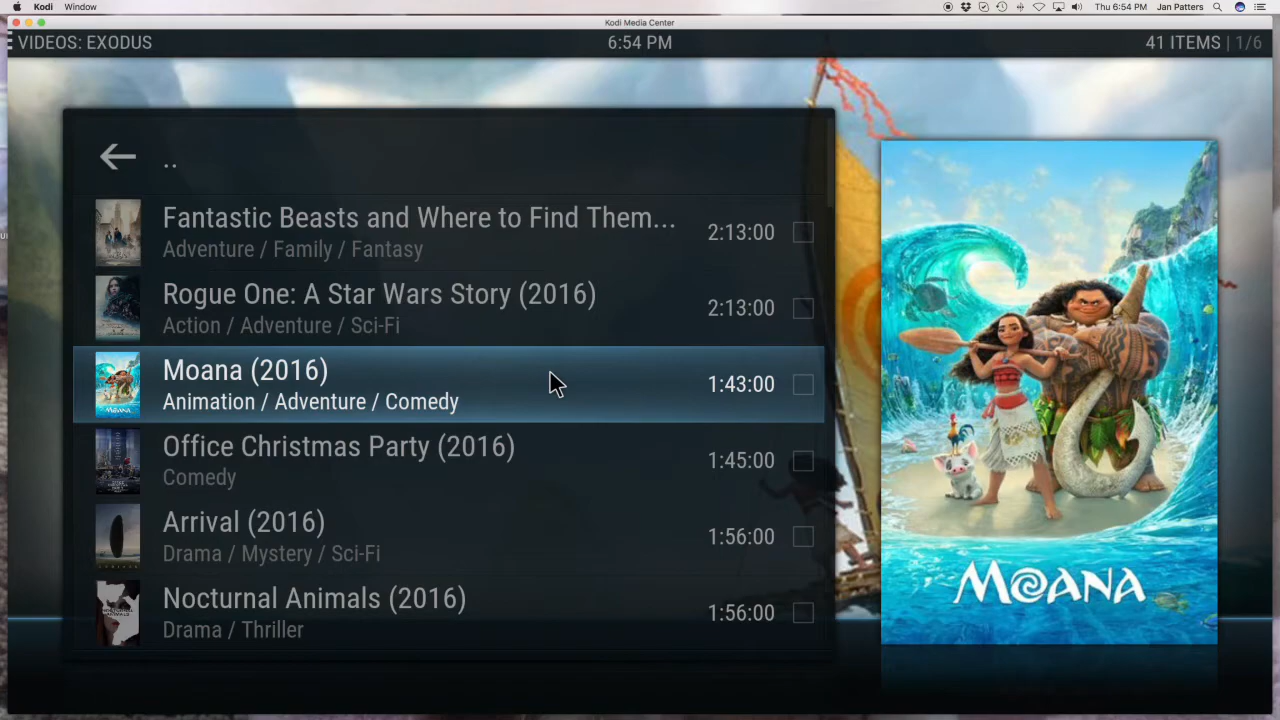 Kodi Window
Thu 6:54 PM Jan Patters
Kodi Media Center
VIDEOS: EXODUS
6:54 PM
41 ITEMS | 1/6
..
Fantastic Beasts and Where to Find Them...
2:13:00
Adventure / Family / Fantasy
Rogue One: A Star Wars Story (2016)
2:13:00
Action / Adventure / Sci-Fi
Moana (2016)
1:43:00
Animation / Adventure / Comedy
Office Christmas Party (2016)
1:45:00
Comedy
Arrival (2016)
1:56:00
Drama / Mystery / Sci-Fi
Nocturnal Animals (2016)
1:56:00
Drama / Thriller
MOANA